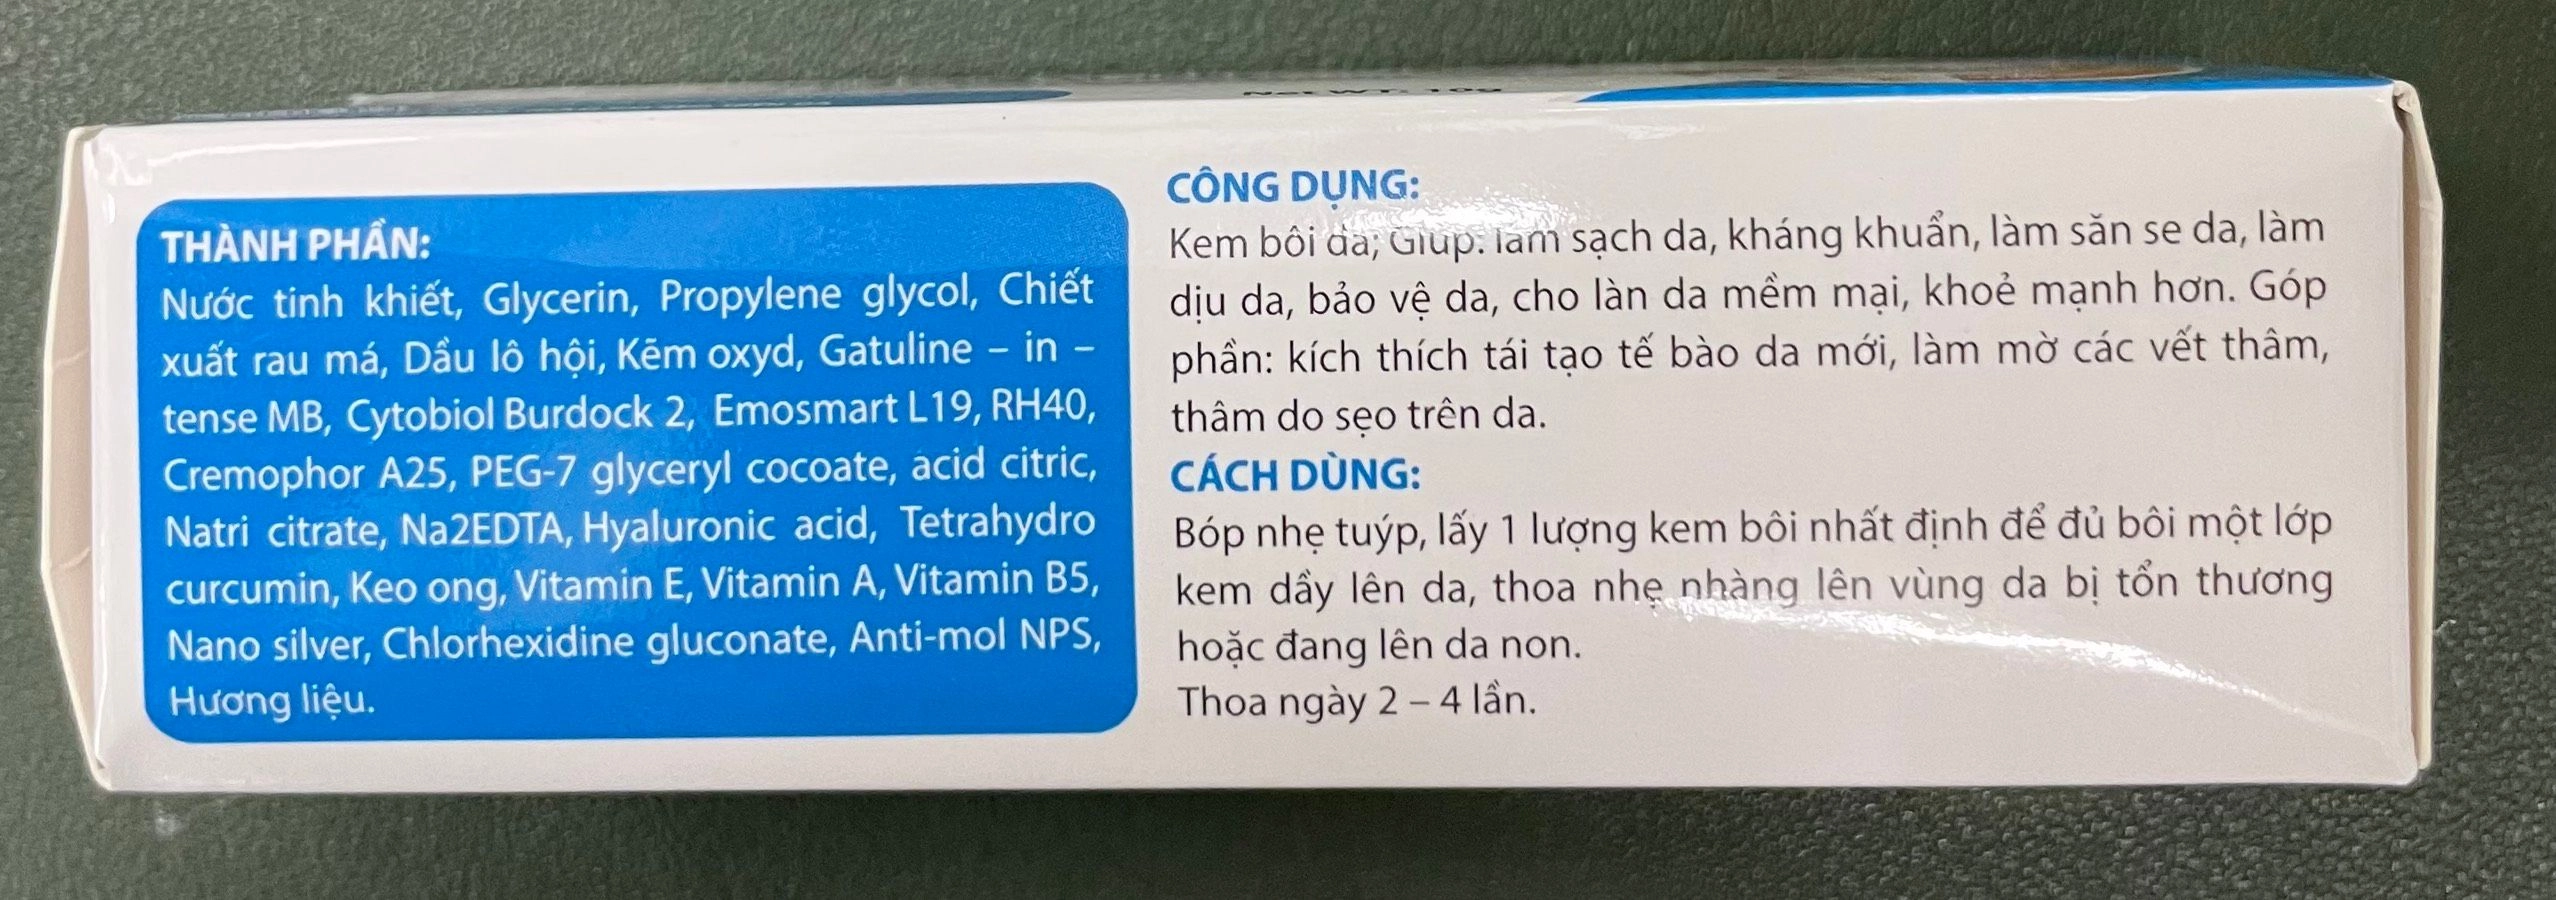 Net WT: 10g
THÀNH PHẦN:
Nước tinh khiết, Glycerin, Propylene glycol, Chiết
xuất rau má, Dầu lô hội, Kẽm oxyd, Gatuline – in –
tense MB, Cytobiol Burdock 2, Emosmart L19, RH40,
Cremophor A25, PEG-7 glyceryl cocoate, acid citric,
Natri citrate, Na2EDTA, Hyaluronic acid, Tetrahydro
curcumin, Keo ong, Vitamin E, Vitamin A, Vitamin B5,
Nano silver, Chlorhexidine gluconate, Anti-mol NPS,
Hương liệu.
CÔNG DỤNG:
Kem bôi da; Giúp: làm sạch da, kháng khuẩn, làm săn se da, làm
dịu da, bảo vệ da, cho làn da mềm mại, khoẻ mạnh hơn. Góp
phần: kích thích tái tạo tế bào da mới, làm mờ các vết thâm,
thâm do sẹo trên da.
CÁCH DÙNG:
Bóp nhẹ tuýp, lấy 1 lượng kem bôi nhất định để đủ bôi một lớp
kem dầy lên da, thoa nhẹ nhàng lên vùng da bị tổn thương
hoặc đang lên da non.
Thoa ngày 2 – 4 lần.